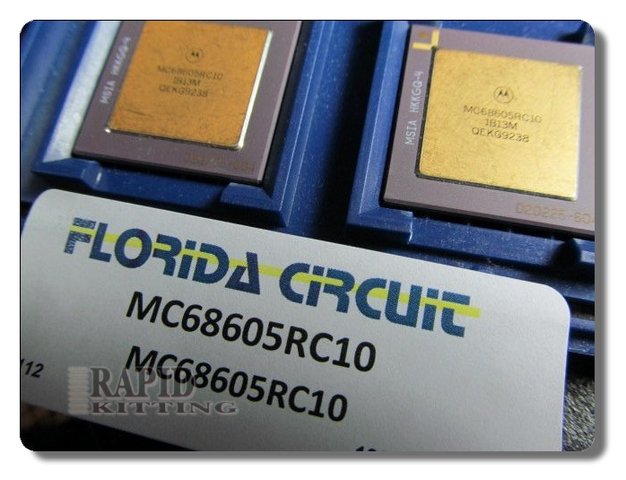 MC68605RC10
1B13M
QEKG9238
MSIA HKKGQ-4
MC68605RC10
1B13M
QEKG9238
MSIA HKKGQ-4
FLORIDA CIRCUIT
MC68605RC10
MC68605RC10
RAPID
KITTING